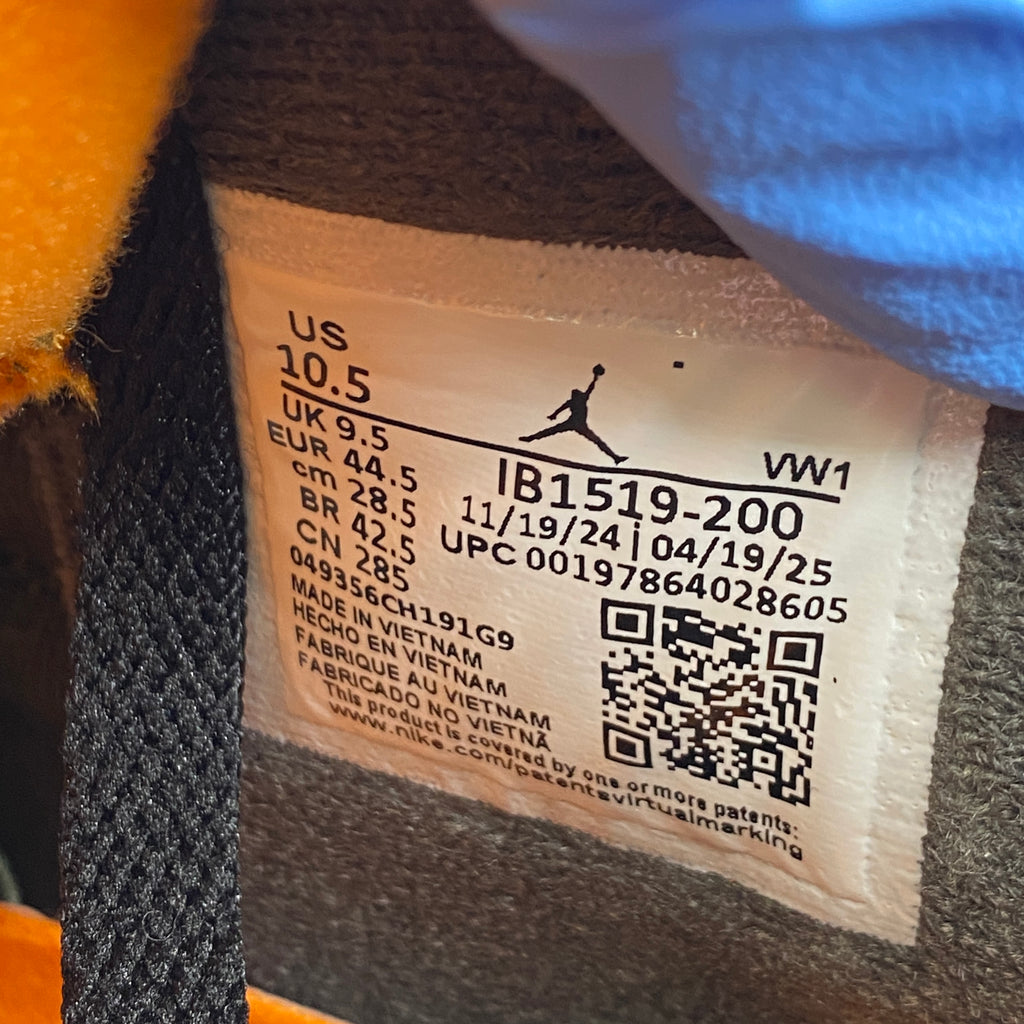 US
10.5
VW1
UK 9.5
EUR 44.5
cm 28.5
BR 42.5
CN 285
IB1519-200
11/19/24 | 04/19/25
UPC 00197864028605
049356CH191G9
MADE IN VIETNAM
HECHO EN VIETNAM
FABRIQUE AU VIETNAM
FABRICADO NO VIETNÃ
This product is covered by one or more patents:
www.nike.com/patentsvirtualmarking